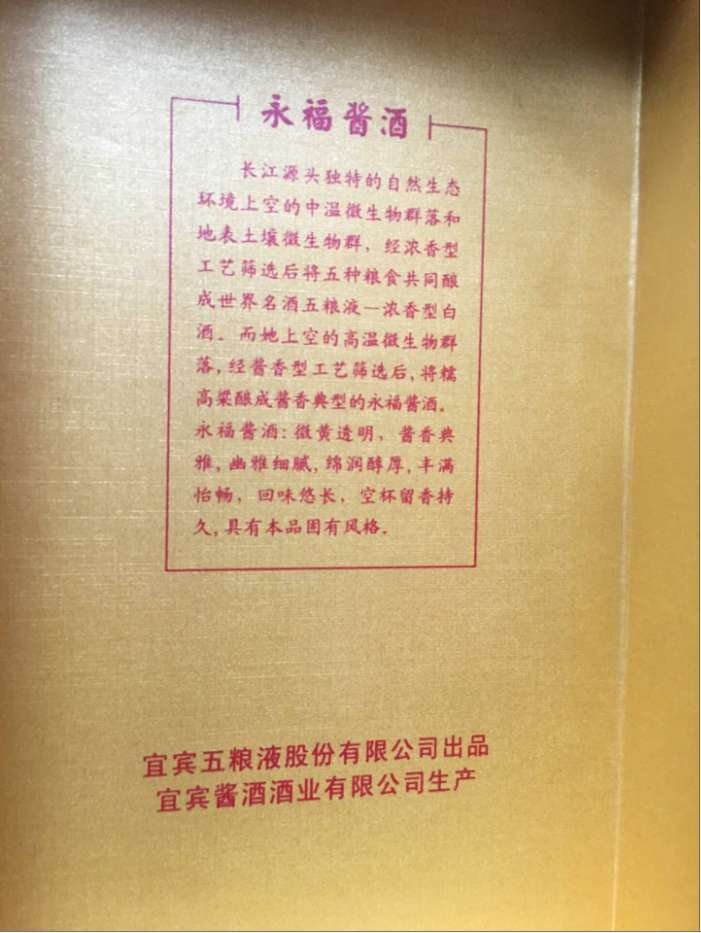 永福酱酒
长江源头独特的自然生态
环境上空的中温微生物群落和
地表土壤微生物群，经浓香型
工艺筛选后将五种粮食共同酿
成世界名酒五粮液—浓香型白
酒。而她上空的高温微生物群
落，经酱香型工艺筛选后，将糯
高粱酿成酱香典型的永福酱酒。
永福酱酒：微黄透明，酱香典
雅，幽雅细腻，绵润醇厚，丰满
怡畅，回味悠长，空杯留香持
久，具有本品固有风格。
宜宾五粮液股份有限公司出品
宜宾酱酒酒业有限公司生产